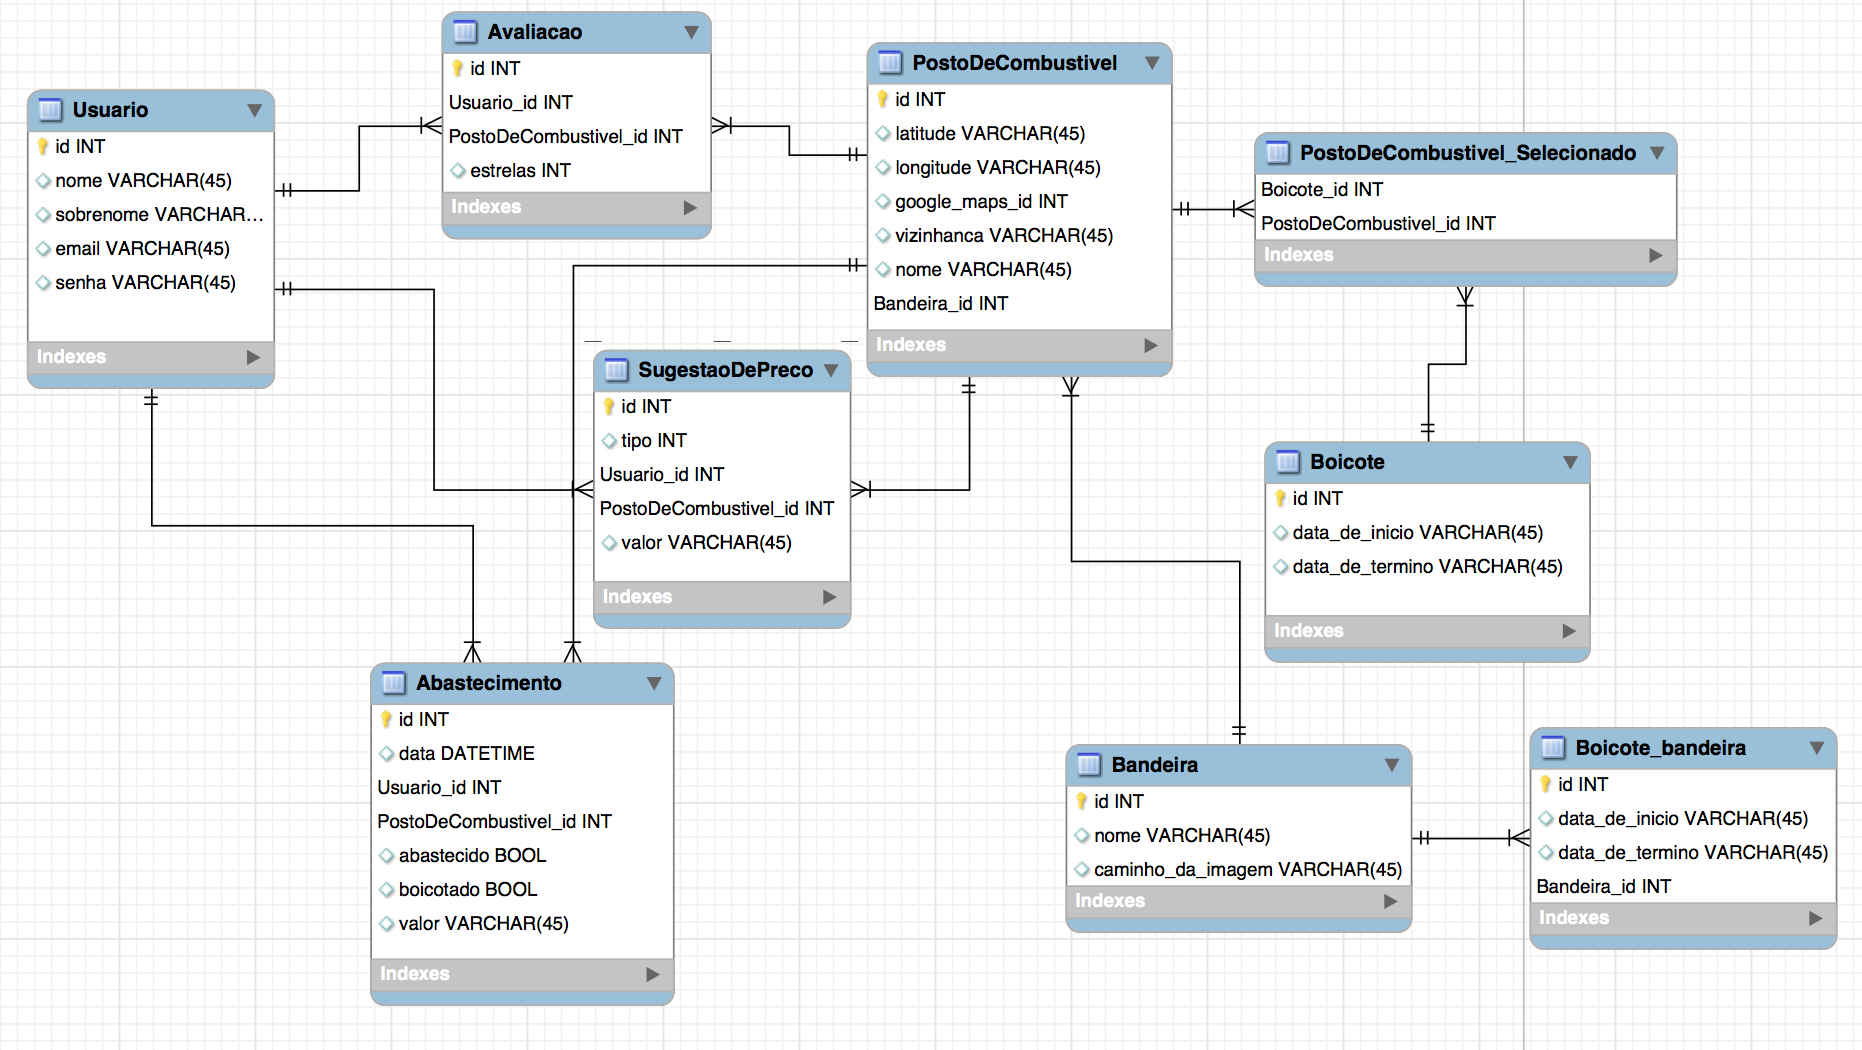 Avaliacao
id INT
Usuario_id INT
PostoDeCombustivel_id INT
estrelas INT
Indexes
Usuario
id INT
nome VARCHAR(45)
sobrenome VARCHAR...
email VARCHAR(45)
senha VARCHAR(45)
Indexes
PostoDeCombustivel
id INT
latitude VARCHAR(45)
longitude VARCHAR(45)
google_maps_id INT
vizinhanca VARCHAR(45)
nome VARCHAR(45)
Bandeira_id INT
Indexes
PostoDeCombustivel_Selecionado
Boicote_id INT
PostoDeCombustivel_id INT
Indexes
SugestaoDePreco
id INT
tipo INT
Usuario_id INT
PostoDeCombustivel_id INT
valor VARCHAR(45)
Indexes
Boicote
id INT
data_de_inicio VARCHAR(45)
data_de_termino VARCHAR(45)
Indexes
Abastecimento
id INT
data DATETIME
Usuario_id INT
PostoDeCombustivel_id INT
abastecido BOOL
boicotado BOOL
valor VARCHAR(45)
Indexes
Bandeira
id INT
nome VARCHAR(45)
caminho_da_imagem VARCHAR(45)
Indexes
Boicote_bandeira
id INT
data_de_inicio VARCHAR(45)
data_de_termino VARCHAR(45)
Bandeira_id INT
Indexes